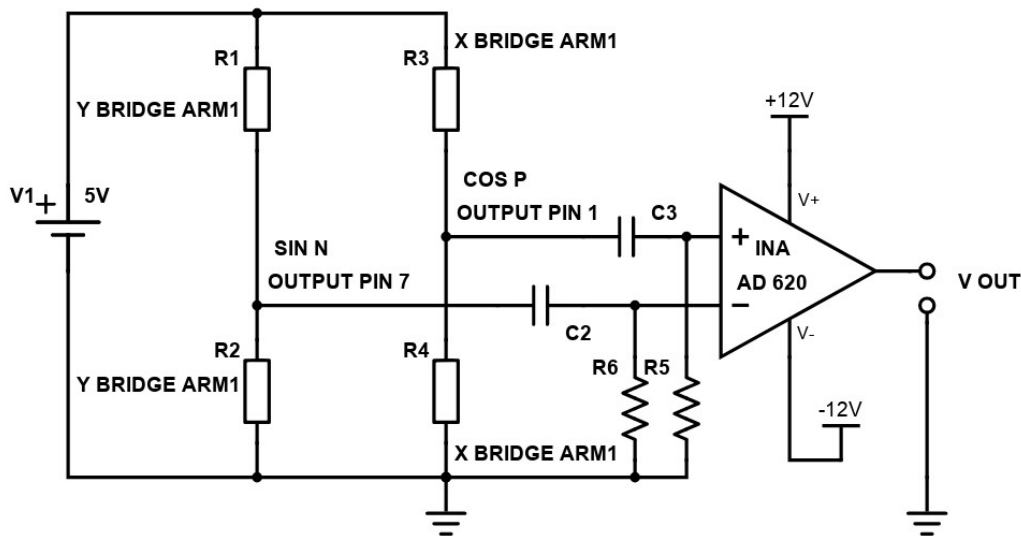 X BRIDGE ARM1
R1
R3
Y BRIDGE ARM1
+12V
V1
+
5V
COS P
OUTPUT PIN 1
C3
V+
SIN N
OUTPUT PIN 7
+
INA
AD 620
−
V OUT
C2
V-
R2
R4
Y BRIDGE ARM1
R6
R5
-12V
X BRIDGE ARM1